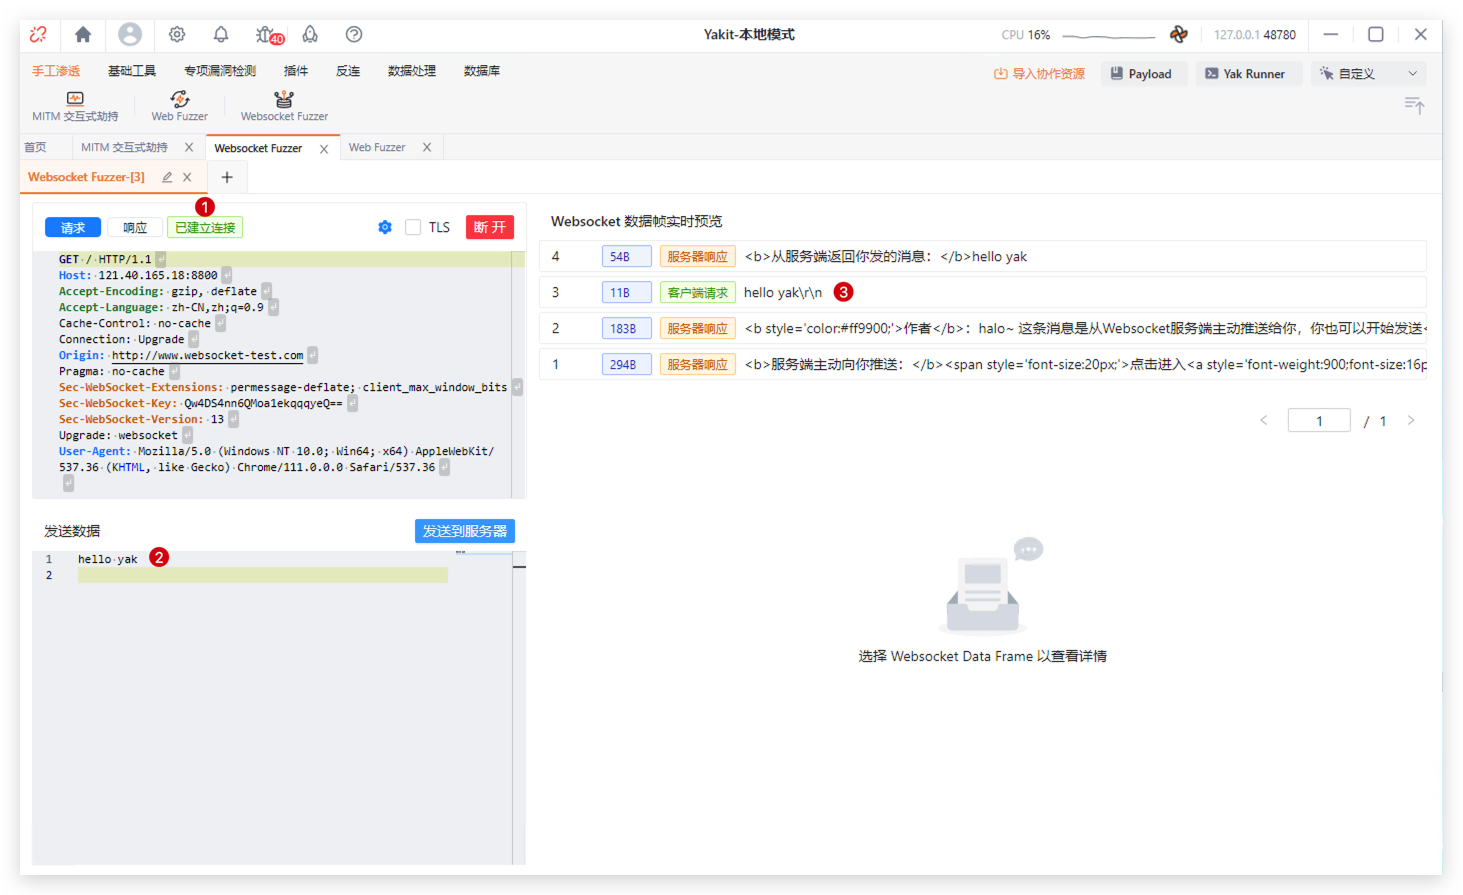 40
Yakit-本地模式
CPU 16%
127.0.0.1 48780
手工渗透 基础工具 专项漏洞检测 插件 反连 数据处理 数据库
导入协作资源 Payload Yak Runner 自定义
MITM 交互式劫持 Web Fuzzer Websocket Fuzzer
首页 MITM 交互式劫持 Websocket Fuzzer Web Fuzzer
Websocket Fuzzer-[3]
1
请求 响应 已建立连接 TLS 断 开
GET / HTTP/1.1
Host: 121.40.165.18:8800
Accept-Encoding: gzip, deflate
Accept-Language: zh-CN,zh;q=0.9
Cache-Control: no-cache
Connection: Upgrade
Origin: http://www.websocket-test.com
Pragma: no-cache
Sec-WebSocket-Extensions: permessage-deflate; client_max_window_bits
Sec-WebSocket-Key: Qw4DS4nn6QMoa1ekqqqyeQ==
Sec-WebSocket-Version: 13
Upgrade: websocket
User-Agent: Mozilla/5.0 (Windows NT 10.0; Win64; x64) AppleWebKit/
537.36 (KHTML, like Gecko) Chrome/111.0.0.0 Safari/537.36
发送数据 发送到服务器
1 hello yak 2
2
Websocket 数据帧实时预览
4 54B 服务器响应 <b>从服务端返回你发的消息：</b>hello yak
3 11B 客户端请求 hello yak\r\n 3
2 183B 服务器响应 <b style='color:#ff9900;'>作者</b>：halo~ 这条消息是从Websocket服务端主动推送给你，你也可以开始发送<
1 294B 服务器响应 <b>服务端主动向你推送：</b><span style='font-size:20px;'>点击进入<a style='font-weight:900;font-size:16p
1 / 1
选择 Websocket Data Frame 以查看详情